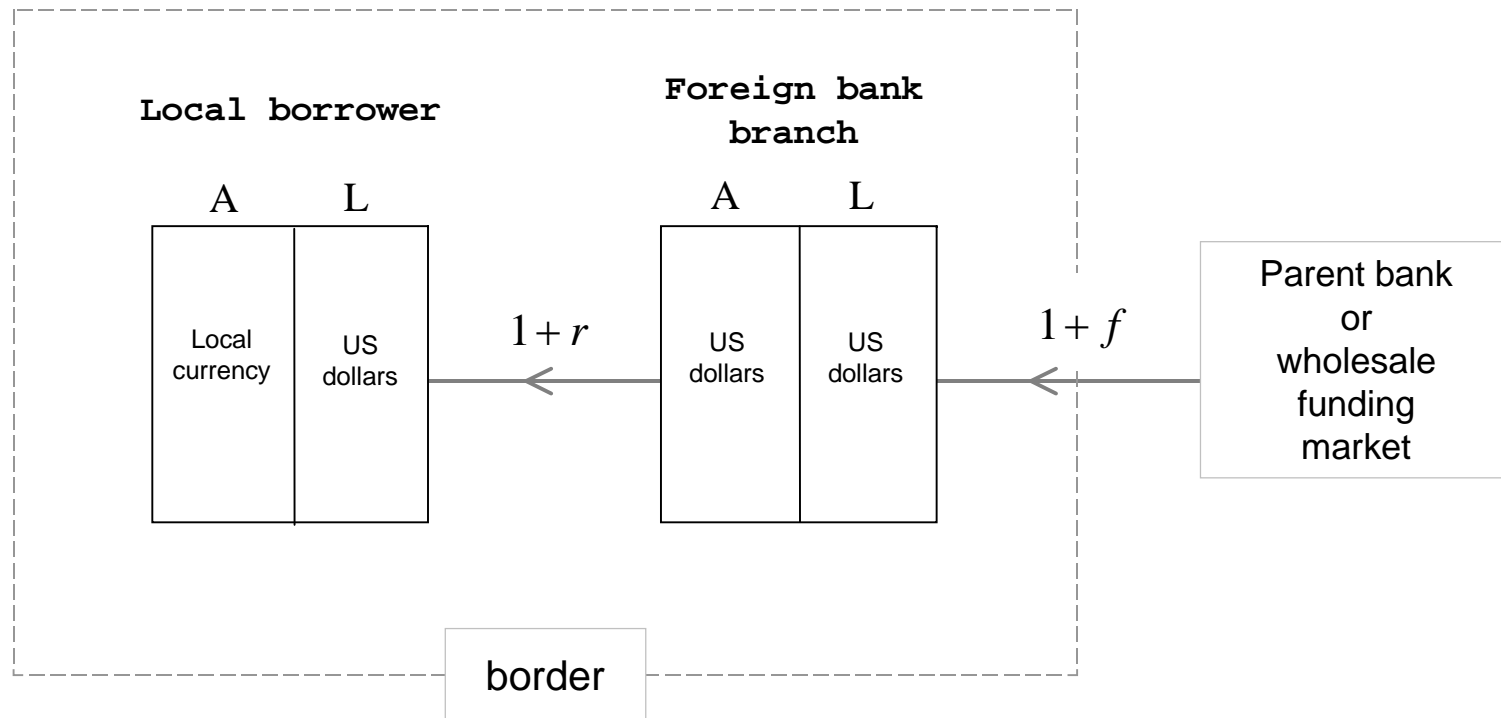 Local borrower
Foreign bank
branch
A L
A L
Local
currency
US
dollars
1 + r
US
dollars
US
dollars
1 + f
Parent bank
or
wholesale
funding
market
border